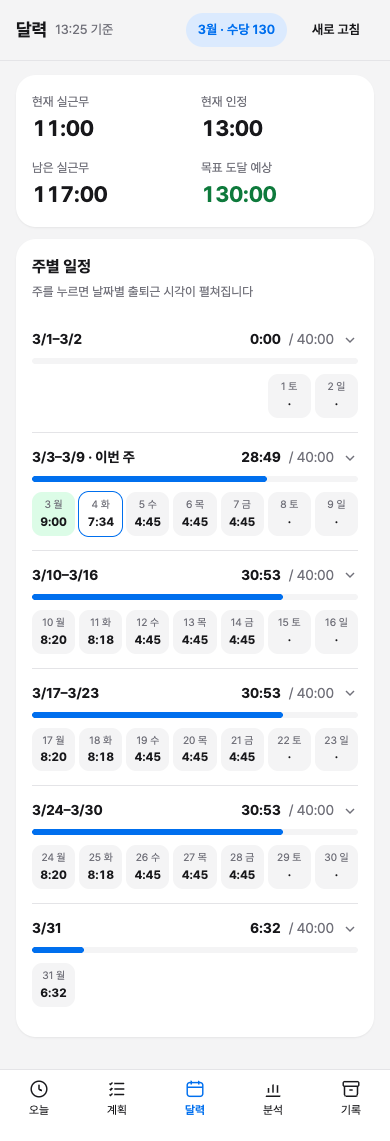 달력 13:25 기준 3월 · 수당 130 새로 고침
현재 실근무 현재 인정
11:00 13:00
남은 실근무 목표 도달 예상
117:00 130:00
주별 일정
주를 누르면 날짜별 출퇴근 시각이 펼쳐집니다
3/1–3/2 0:00 / 40:00
1 토 2 일
· ·
3/3–3/9 · 이번 주 28:49 / 40:00
3 월 4 화 5 수 6 목 7 금 8 토 9 일
9:00 7:34 4:45 4:45 4:45 · ·
3/10–3/16 30:53 / 40:00
10 월 11 화 12 수 13 목 14 금 15 토 16 일
8:20 8:18 4:45 4:45 4:45 · ·
3/17–3/23 30:53 / 40:00
17 월 18 화 19 수 20 목 21 금 22 토 23 일
8:20 8:18 4:45 4:45 4:45 · ·
3/24–3/30 30:53 / 40:00
24 월 25 화 26 수 27 목 28 금 29 토 30 일
8:20 8:18 4:45 4:45 4:45 · ·
3/31 6:32 / 40:00
31 월
6:32
오늘 계획 달력 분석 기록